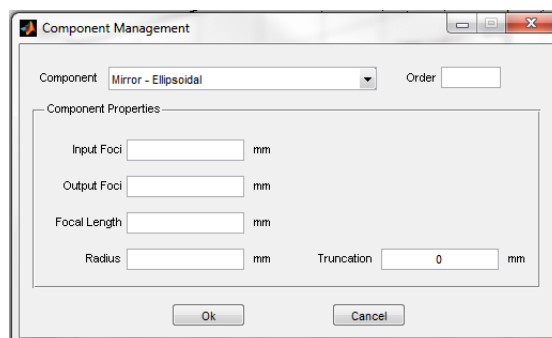 Component Management
Component Mirror - Ellipsoidal Order
Component Properties
Input Foci mm
Output Foci mm
Focal Length mm
Radius mm Truncation 0 mm
Ok Cancel